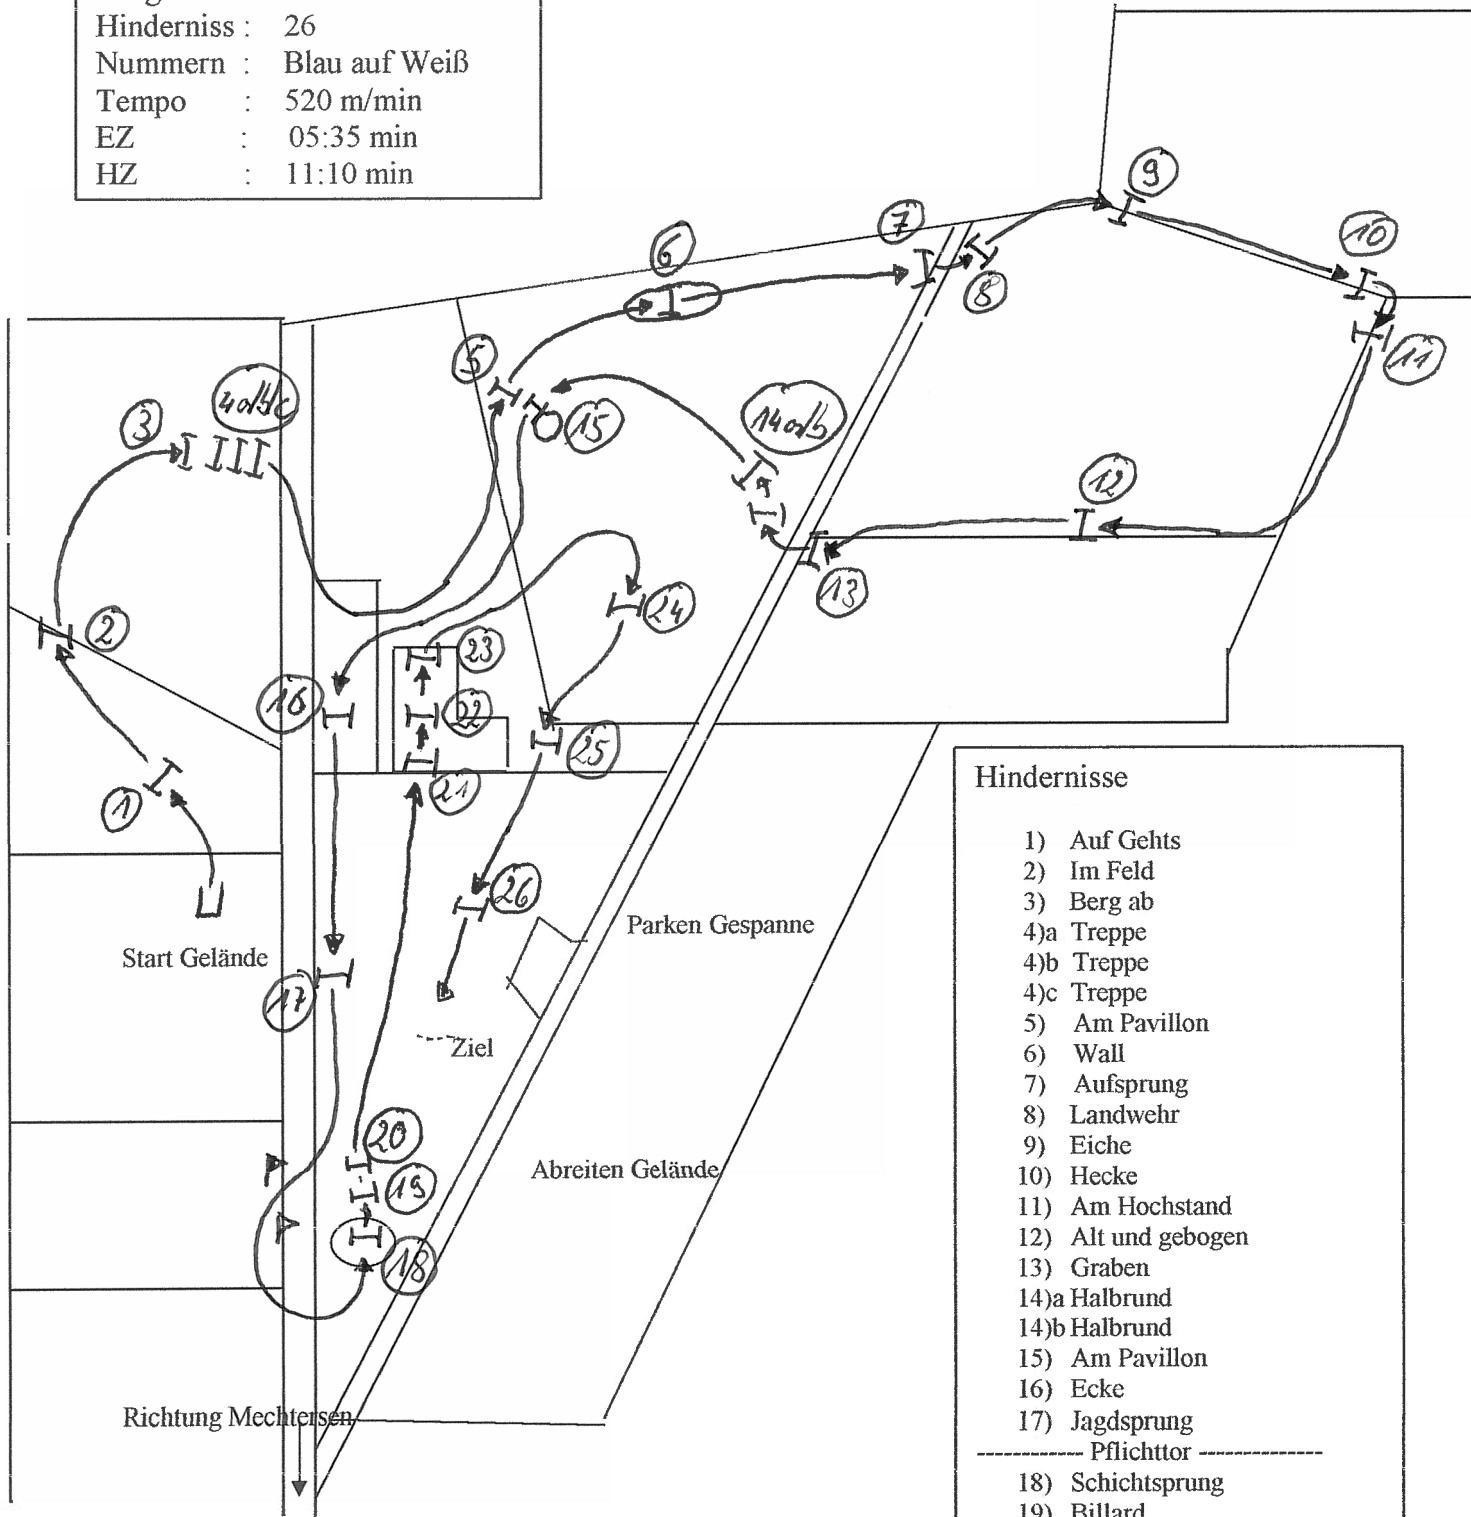 Hinderniss : 26
Nummern : Blau auf Weiß
Tempo : 520 m/min
EZ : 05:35 min
HZ : 11:10 min
9
7
6
10
8
5
11
4a/b/c
3
15
14a/b
12
13
2
24
23
16
22
25
21
1
26
Parken Gespanne
Start Gelände
17
Ziel
20
Abreiten Gelände
19
18
Richtung Mechtersen
Hindernisse
1) Auf Gehts
2) Im Feld
3) Berg ab
4)a Treppe
4)b Treppe
4)c Treppe
5) Am Pavillon
6) Wall
7) Aufsprung
8) Landwehr
9) Eiche
10) Hecke
11) Am Hochstand
12) Alt und gebogen
13) Graben
14)a Halbrund
14)b Halbrund
15) Am Pavillon
16) Ecke
17) Jagdsprung
------------ Pflichttor --------------
18) Schichtsprung
19) Billard